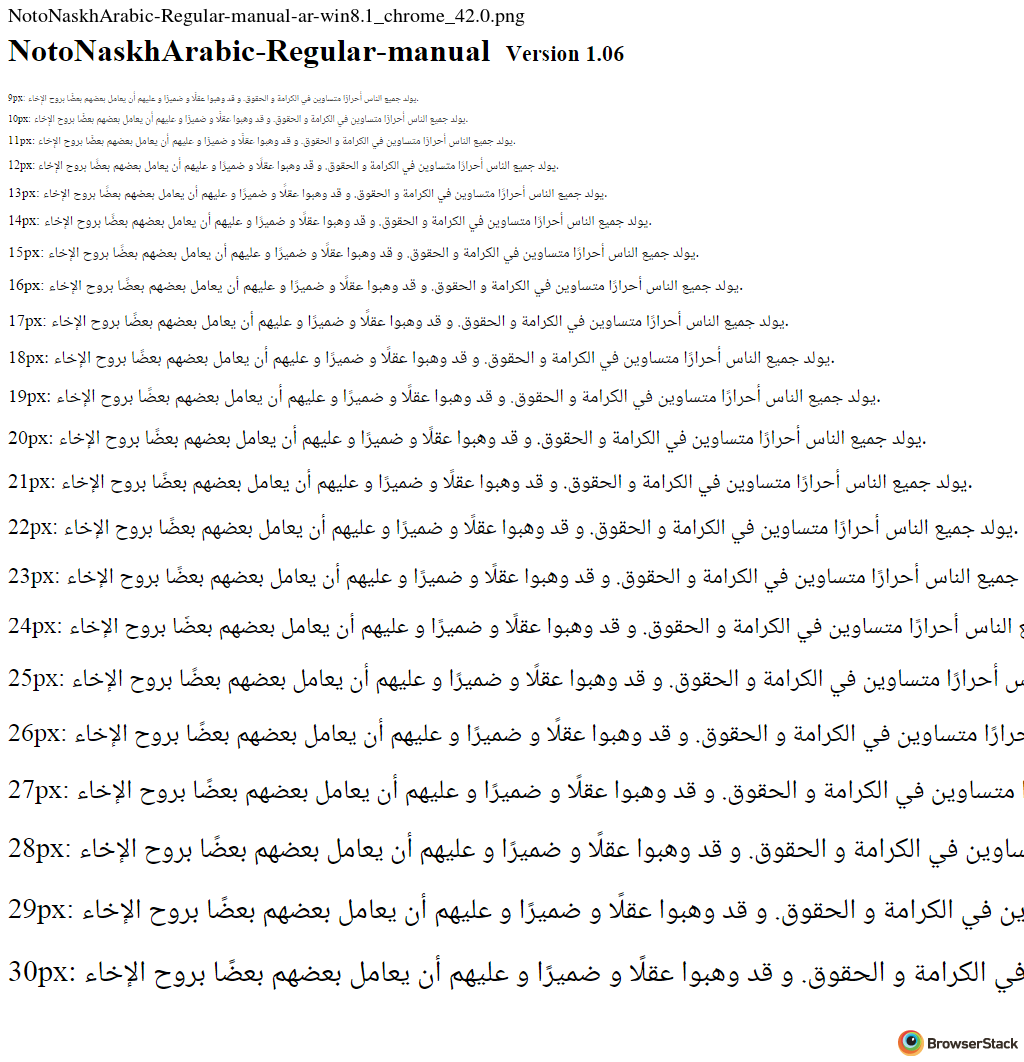 NotoNaskhArabic-Regular-manual-ar-win8.1_chrome_42.0.png
NotoNaskhArabic-Regular-manual Version 1.06
9px: يولد جميع الناس أحرارًا متساوين في الكرامة و الحقوق. و قد وهبوا عقلًا و ضميرًا و عليهم أن يعامل بعضهم بعضًا بروح الإخاء.
10px: يولد جميع الناس أحرارًا متساوين في الكرامة و الحقوق. و قد وهبوا عقلًا و ضميرًا و عليهم أن يعامل بعضهم بعضًا بروح الإخاء.
11px: يولد جميع الناس أحرارًا متساوين في الكرامة و الحقوق. و قد وهبوا عقلًا و ضميرًا و عليهم أن يعامل بعضهم بعضًا بروح الإخاء.
12px: يولد جميع الناس أحرارًا متساوين في الكرامة و الحقوق. و قد وهبوا عقلًا و ضميرًا و عليهم أن يعامل بعضهم بعضًا بروح الإخاء.
13px: يولد جميع الناس أحرارًا متساوين في الكرامة و الحقوق. و قد وهبوا عقلًا و ضميرًا و عليهم أن يعامل بعضهم بعضًا بروح الإخاء.
14px: يولد جميع الناس أحرارًا متساوين في الكرامة و الحقوق. و قد وهبوا عقلًا و ضميرًا و عليهم أن يعامل بعضهم بعضًا بروح الإخاء.
15px: يولد جميع الناس أحرارًا متساوين في الكرامة و الحقوق. و قد وهبوا عقلًا و ضميرًا و عليهم أن يعامل بعضهم بعضًا بروح الإخاء.
16px: يولد جميع الناس أحرارًا متساوين في الكرامة و الحقوق. و قد وهبوا عقلًا و ضميرًا و عليهم أن يعامل بعضهم بعضًا بروح الإخاء.
17px: يولد جميع الناس أحرارًا متساوين في الكرامة و الحقوق. و قد وهبوا عقلًا و ضميرًا و عليهم أن يعامل بعضهم بعضًا بروح الإخاء.
18px: يولد جميع الناس أحرارًا متساوين في الكرامة و الحقوق. و قد وهبوا عقلًا و ضميرًا و عليهم أن يعامل بعضهم بعضًا بروح الإخاء.
19px: يولد جميع الناس أحرارًا متساوين في الكرامة و الحقوق. و قد وهبوا عقلًا و ضميرًا و عليهم أن يعامل بعضهم بعضًا بروح الإخاء.
20px: يولد جميع الناس أحرارًا متساوين في الكرامة و الحقوق. و قد وهبوا عقلًا و ضميرًا و عليهم أن يعامل بعضهم بعضًا بروح الإخاء.
21px: يولد جميع الناس أحرارًا متساوين في الكرامة و الحقوق. و قد وهبوا عقلًا و ضميرًا و عليهم أن يعامل بعضهم بعضًا بروح الإخاء.
22px: يولد جميع الناس أحرارًا متساوين في الكرامة و الحقوق. و قد وهبوا عقلًا و ضميرًا و عليهم أن يعامل بعضهم بعضًا بروح الإخاء.
23px: جميع الناس أحرارًا متساوين في الكرامة و الحقوق. و قد وهبوا عقلًا و ضميرًا و عليهم أن يعامل بعضهم بعضًا بروح الإخاء
24px: الناس أحرارًا متساوين في الكرامة و الحقوق. و قد وهبوا عقلًا و ضميرًا و عليهم أن يعامل بعضهم بعضًا بروح الإخاء
25px: أحرارًا متساوين في الكرامة و الحقوق. و قد وهبوا عقلًا و ضميرًا و عليهم أن يعامل بعضهم بعضًا بروح الإخاء
26px: متساوين في الكرامة و الحقوق. و قد وهبوا عقلًا و ضميرًا و عليهم أن يعامل بعضهم بعضًا بروح الإخاء
27px: متساوين في الكرامة و الحقوق. و قد وهبوا عقلًا و ضميرًا و عليهم أن يعامل بعضهم بعضًا بروح الإخاء
28px: في الكرامة و الحقوق. و قد وهبوا عقلًا و ضميرًا و عليهم أن يعامل بعضهم بعضًا بروح الإخاء
29px: في الكرامة و الحقوق. و قد وهبوا عقلًا و ضميرًا و عليهم أن يعامل بعضهم بعضًا بروح الإخاء
30px: في الكرامة و الحقوق. و قد وهبوا عقلًا و ضميرًا و عليهم أن يعامل بعضهم بعضًا بروح الإخاء
BrowserStack